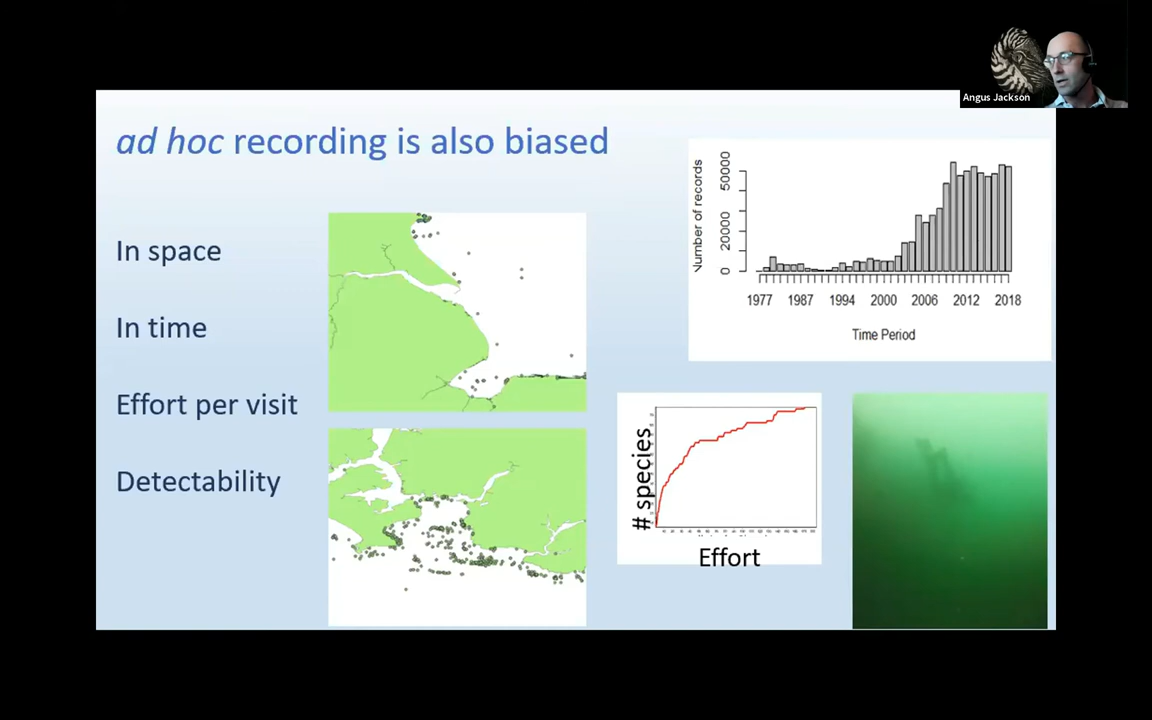 Angus Jackson
ad hoc recording is also biased
In space
In time
Effort per visit
Detectability
Number of records
50000
20000
0
1977 1987 1994 2000 2006 2012 2018
Time Period
# species
Effort